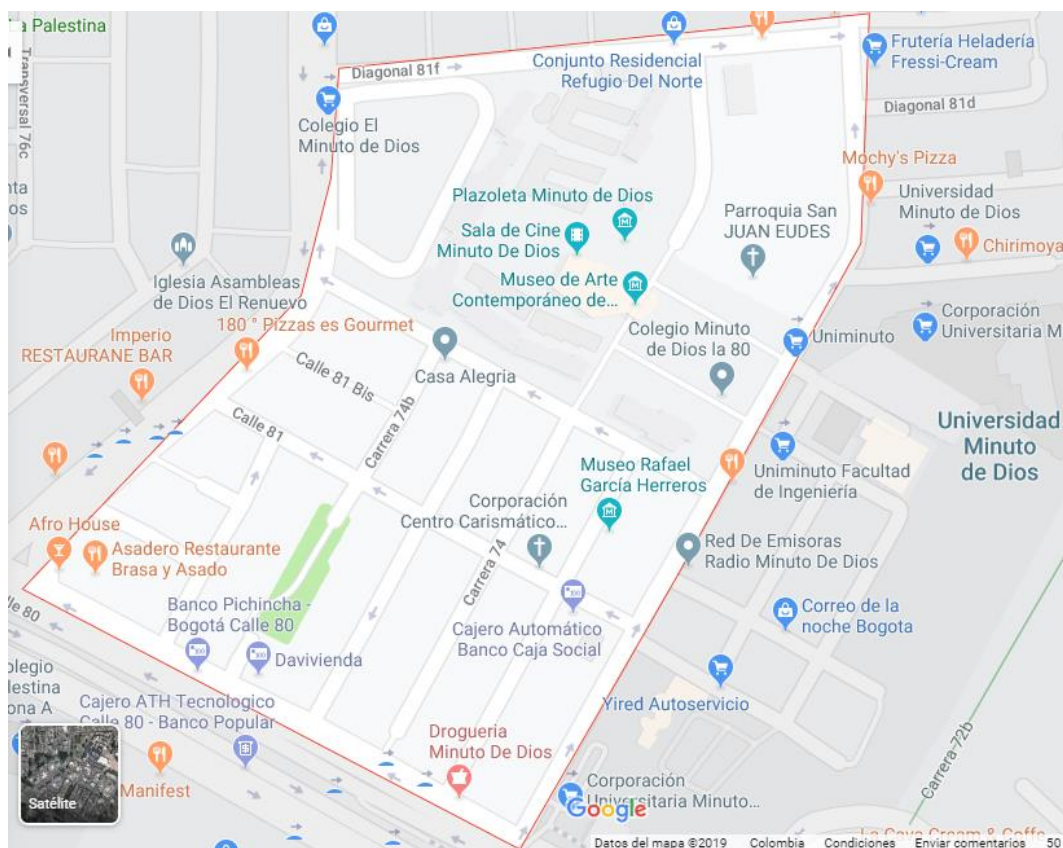 La Palestina
Transversal 76c
Diagonal 81f
Conjunto Residencial
Refugio Del Norte
Frutería Heladería
Fressi-Cream
Diagonal 81d
Colegio El
Minuto de Dios
Mochy's Pizza
Plazoleta Minuto de Dios
Parroquia San
JUAN EUDES
Universidad
Minuto de Dios
Sala de Cine
Minuto De Dios
Chirimoya
Iglesia Asambleas
de Dios El Renuevo
Museo de Arte
Contemporáneo de...
180 ° Pizzas es Gourmet
Imperio
RESTAURANE BAR
Colegio Minuto
de Dios la 80
Uniminuto
Corporación
Universitaria M
Calle 81 Bis
Casa Alegria
Carrera 74b
Calle 81
Universidad
Minuto
de Dios
Museo Rafael
García Herreros
Uniminuto Facultad
de Ingeniería
Corporación
Centro Carismático...
Afro House
Asadero Restaurante
Brasa y Asado
Carrera 74
Red De Emisoras
Radio Minuto De Dios
Calle 80
Banco Pichincha -
Bogotá Calle 80
Davivienda
Cajero Automático
Banco Caja Social
Correo de la
noche Bogota
Cajero ATH Tecnologico
Calle 80 - Banco Popular
Yired Autoservicio
Carrera 72b
Drogueria
Minuto De Dios
Manifest
Satélite
Corporación
Universitaria Minuto...
Google
La Cava Cream & Coffe
Datos del mapa ©2019 Colombia Condiciones Enviar comentarios 50